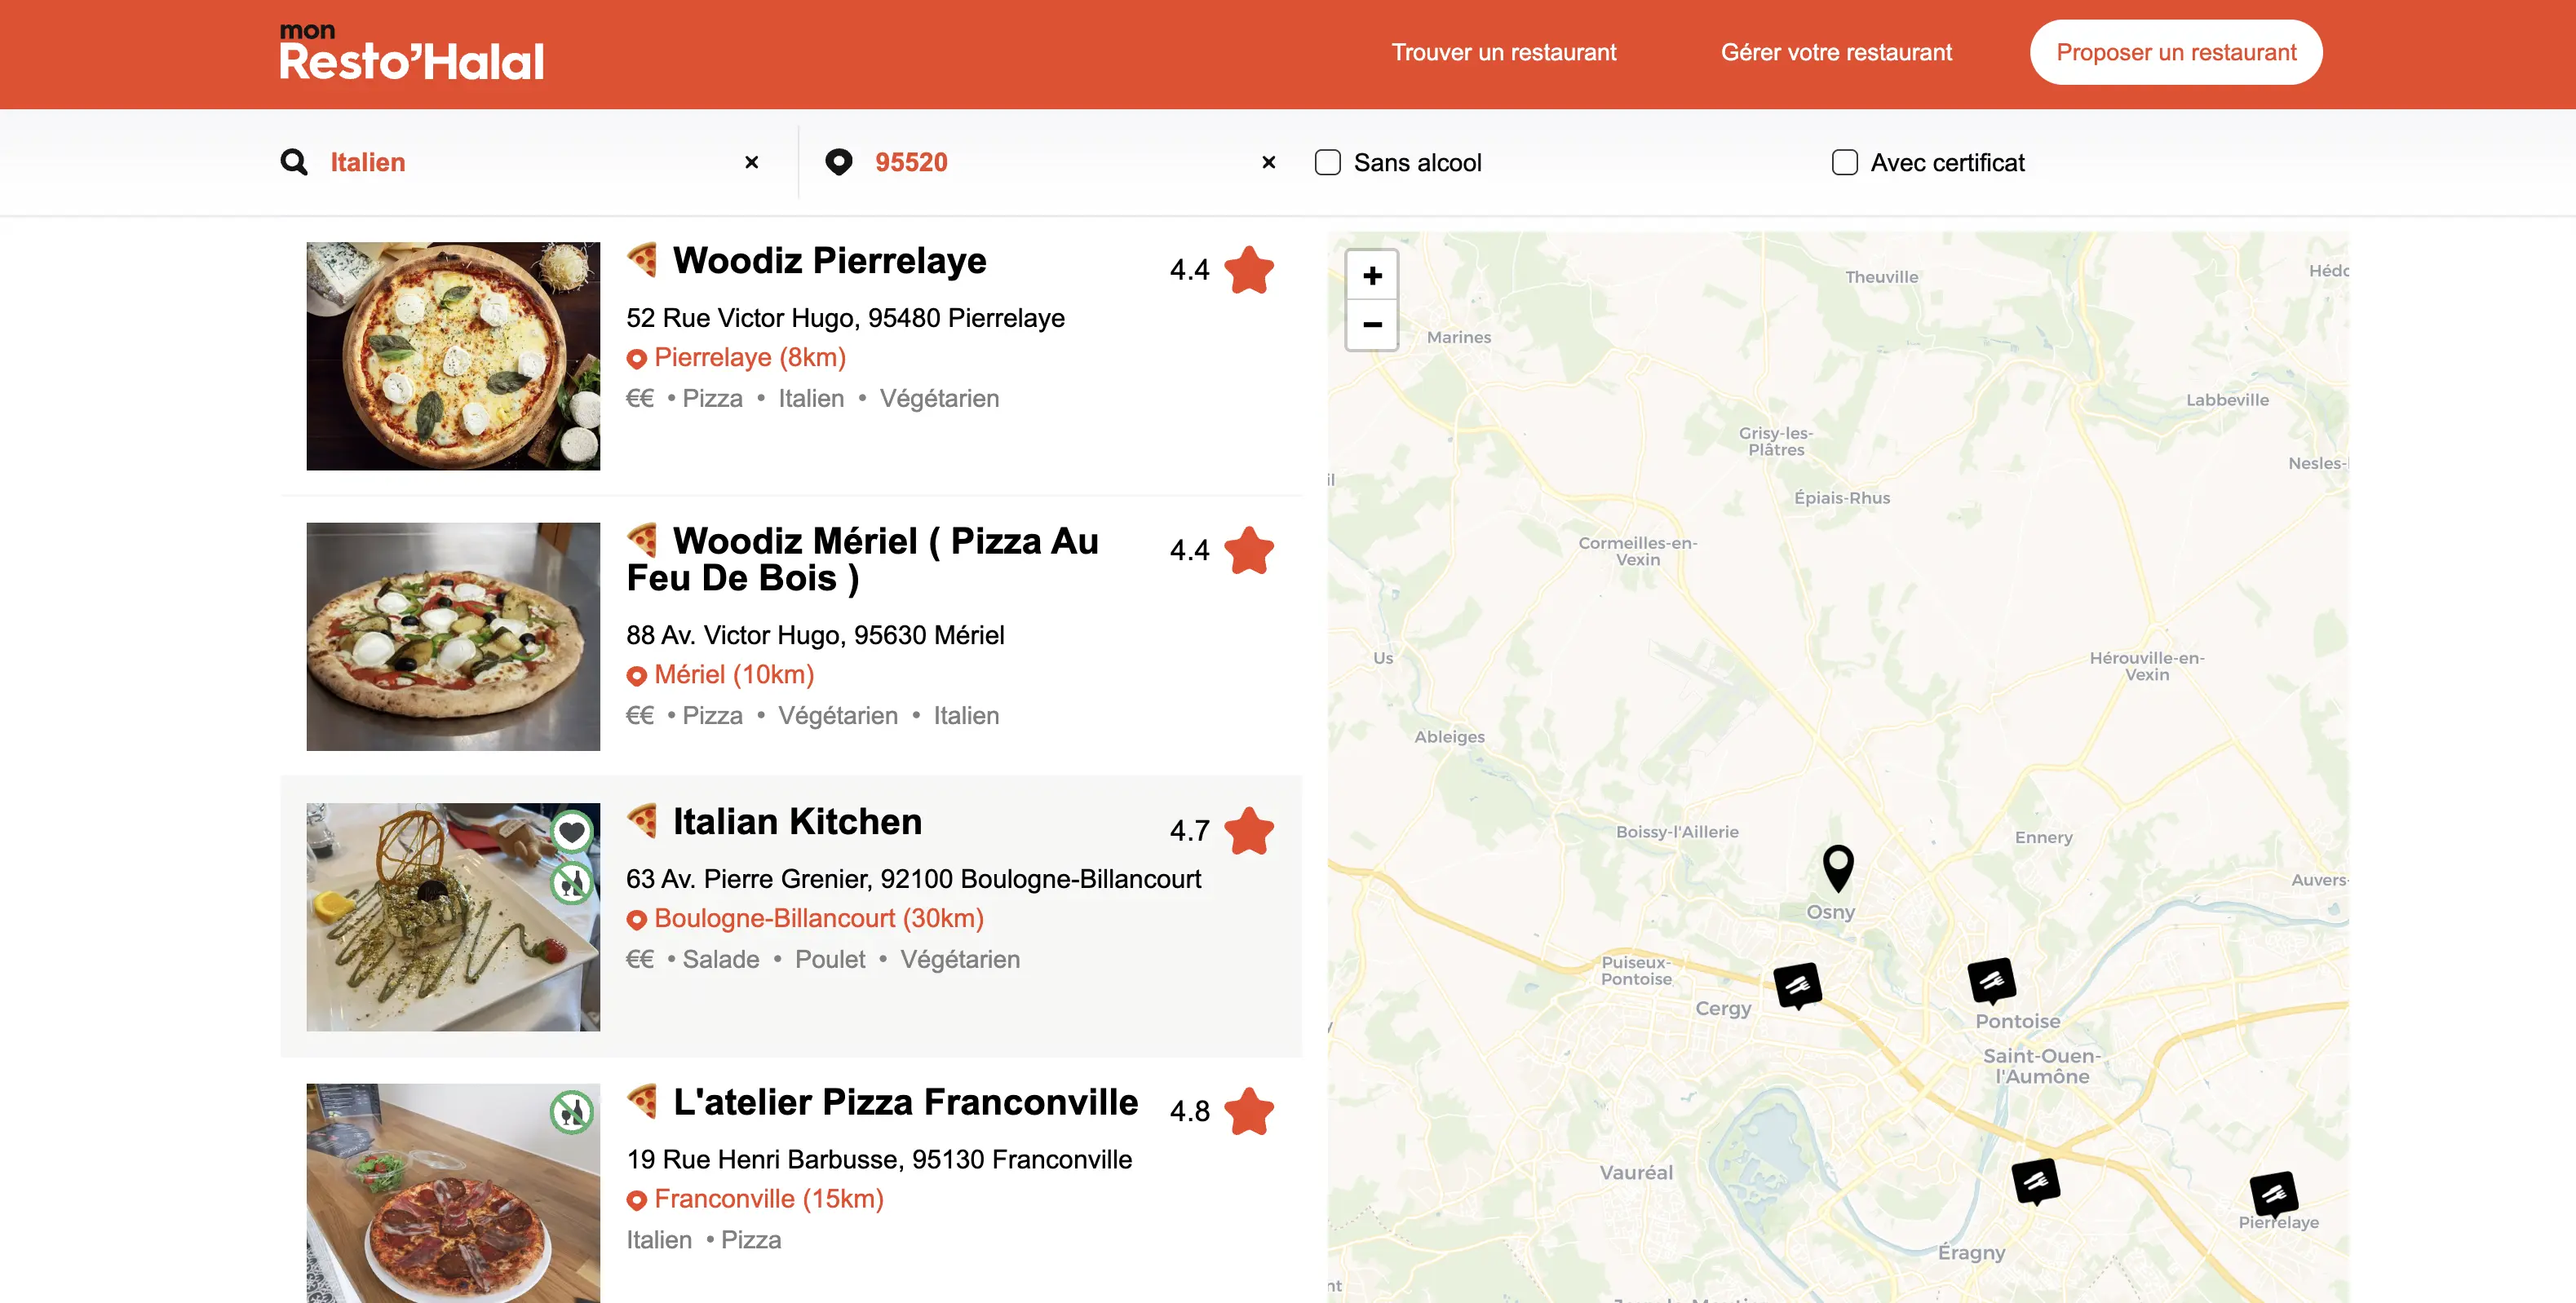 mon
Resto’Halal
Trouver un restaurant
Gérer votre restaurant
Proposer un restaurant
Italien
×
95520
×
Sans alcool
Avec certificat
Woodiz Pierrelaye
4.4
52 Rue Victor Hugo, 95480 Pierrelaye
Pierrelaye (8km)
€€ • Pizza • Italien • Végétarien
Woodiz Mériel ( Pizza Au
Feu De Bois )
4.4
88 Av. Victor Hugo, 95630 Mériel
Mériel (10km)
€€ • Pizza • Végétarien • Italien
Italian Kitchen
4.7
63 Av. Pierre Grenier, 92100 Boulogne-Billancourt
Boulogne-Billancourt (30km)
€€ • Salade • Poulet • Végétarien
L'atelier Pizza Franconville
4.8
19 Rue Henri Barbusse, 95130 Franconville
Franconville (15km)
Italien • Pizza
+
−
Theuville
Hédo
Marines
Labbeville
Grisy-les-
Plâtres
Nesles-
Épiais-Rhus
Cormeilles-en-
Vexin
Us
Hérouville-en-
Vexin
Ableiges
Boissy-l'Aillerie
Ennery
Auvers-
Osny
Puiseux-
Pontoise
Cergy
Pontoise
Saint-Ouen-
l'Aumône
Vauréal
Pierrelaye
Éragny
nt